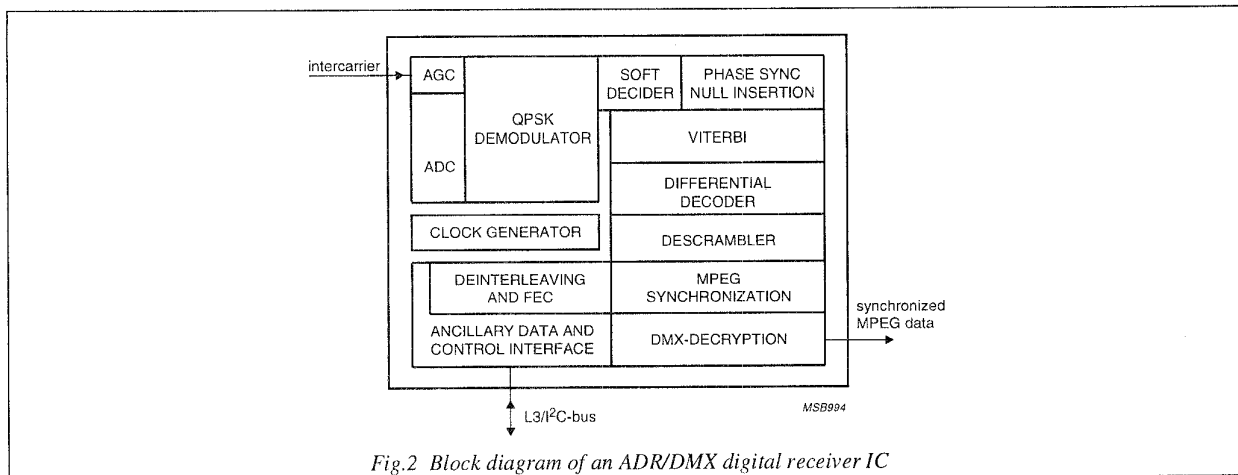 intercarrier
AGC
ADC
QPSK
DEMODULATOR
SOFT
DECIDER
PHASE SYNC
NULL INSERTION
VITERBI
DIFFERENTIAL
DECODER
CLOCK GENERATOR
DESCRAMBLER
DEINTERLEAVING
AND FEC
MPEG
SYNCHRONIZATION
ANCILLARY DATA AND
CONTROL INTERFACE
DMX-DECRYPTION
synchronized
MPEG data
L3/I²C-bus
MSB994
Fig.2 Block diagram of an ADR/DMX digital receiver IC